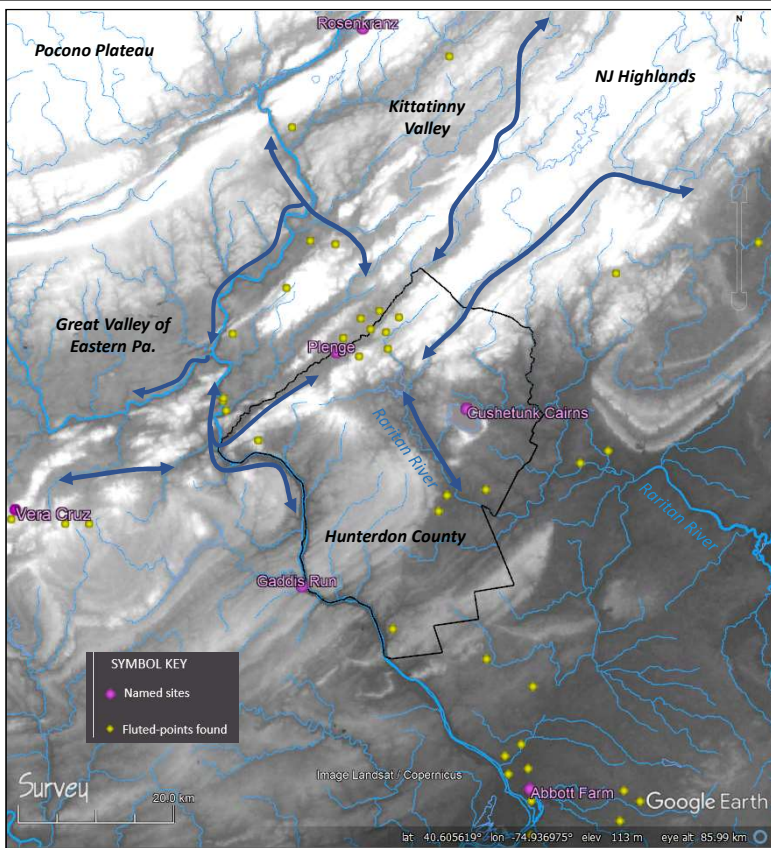 Rosenkranz
N
Pocono Plateau
NJ Highlands
Kittatinny
Valley
Great Valley of
Eastern Pa.
Plenge
Cushetunk Cairns
Raritan River
Vera Cruz
Raritan River
Hunterdon County
Gaddis Run
SYMBOL KEY
Named sites
Fluted-points found
Image Landsat / Copernicus
Survey
20.0 km
Abbott Farm
Google Earth
lat 40.605619° lon -74.936975° elev 113 m eye alt 85.99 km